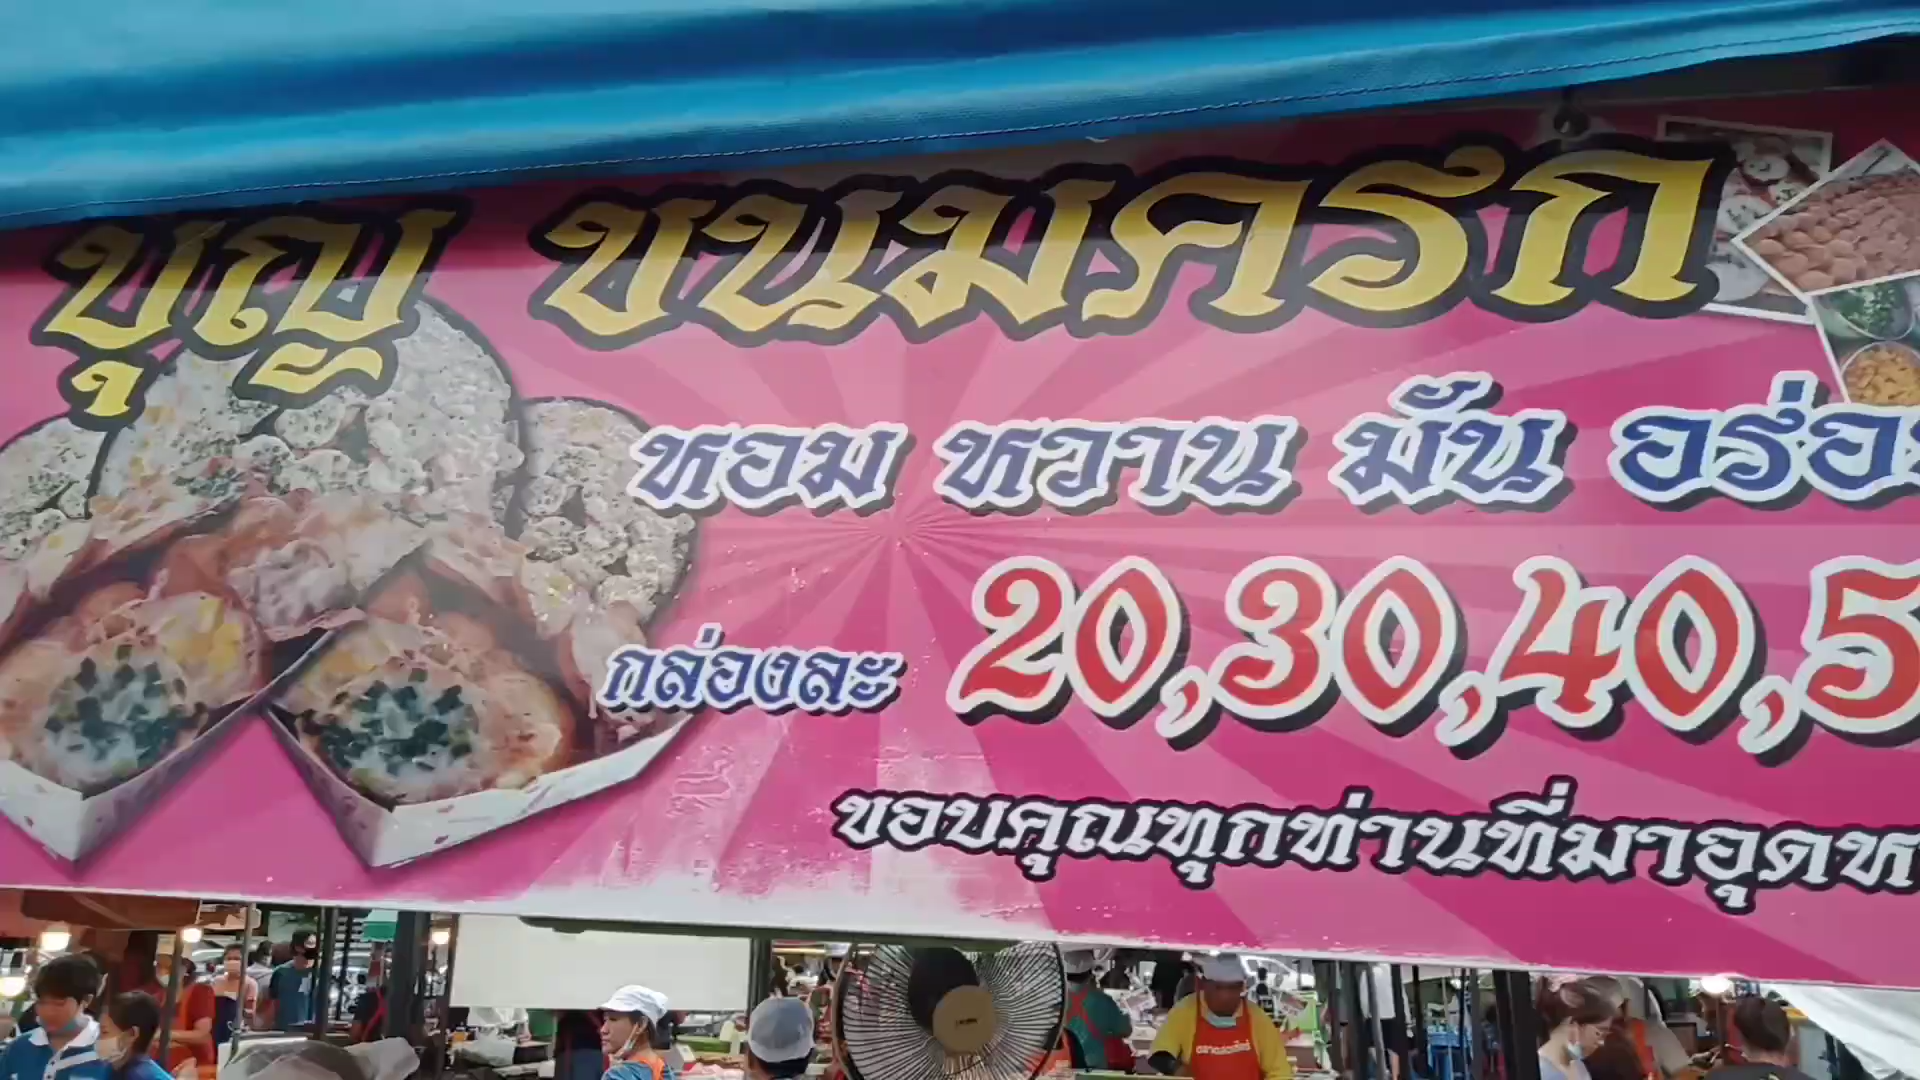 บุญ ขนมครก
หอม หวาน มัน อร่อย
กล่องละ 20,30,40,5
ขอบคุณทุกท่านที่มาอุดห